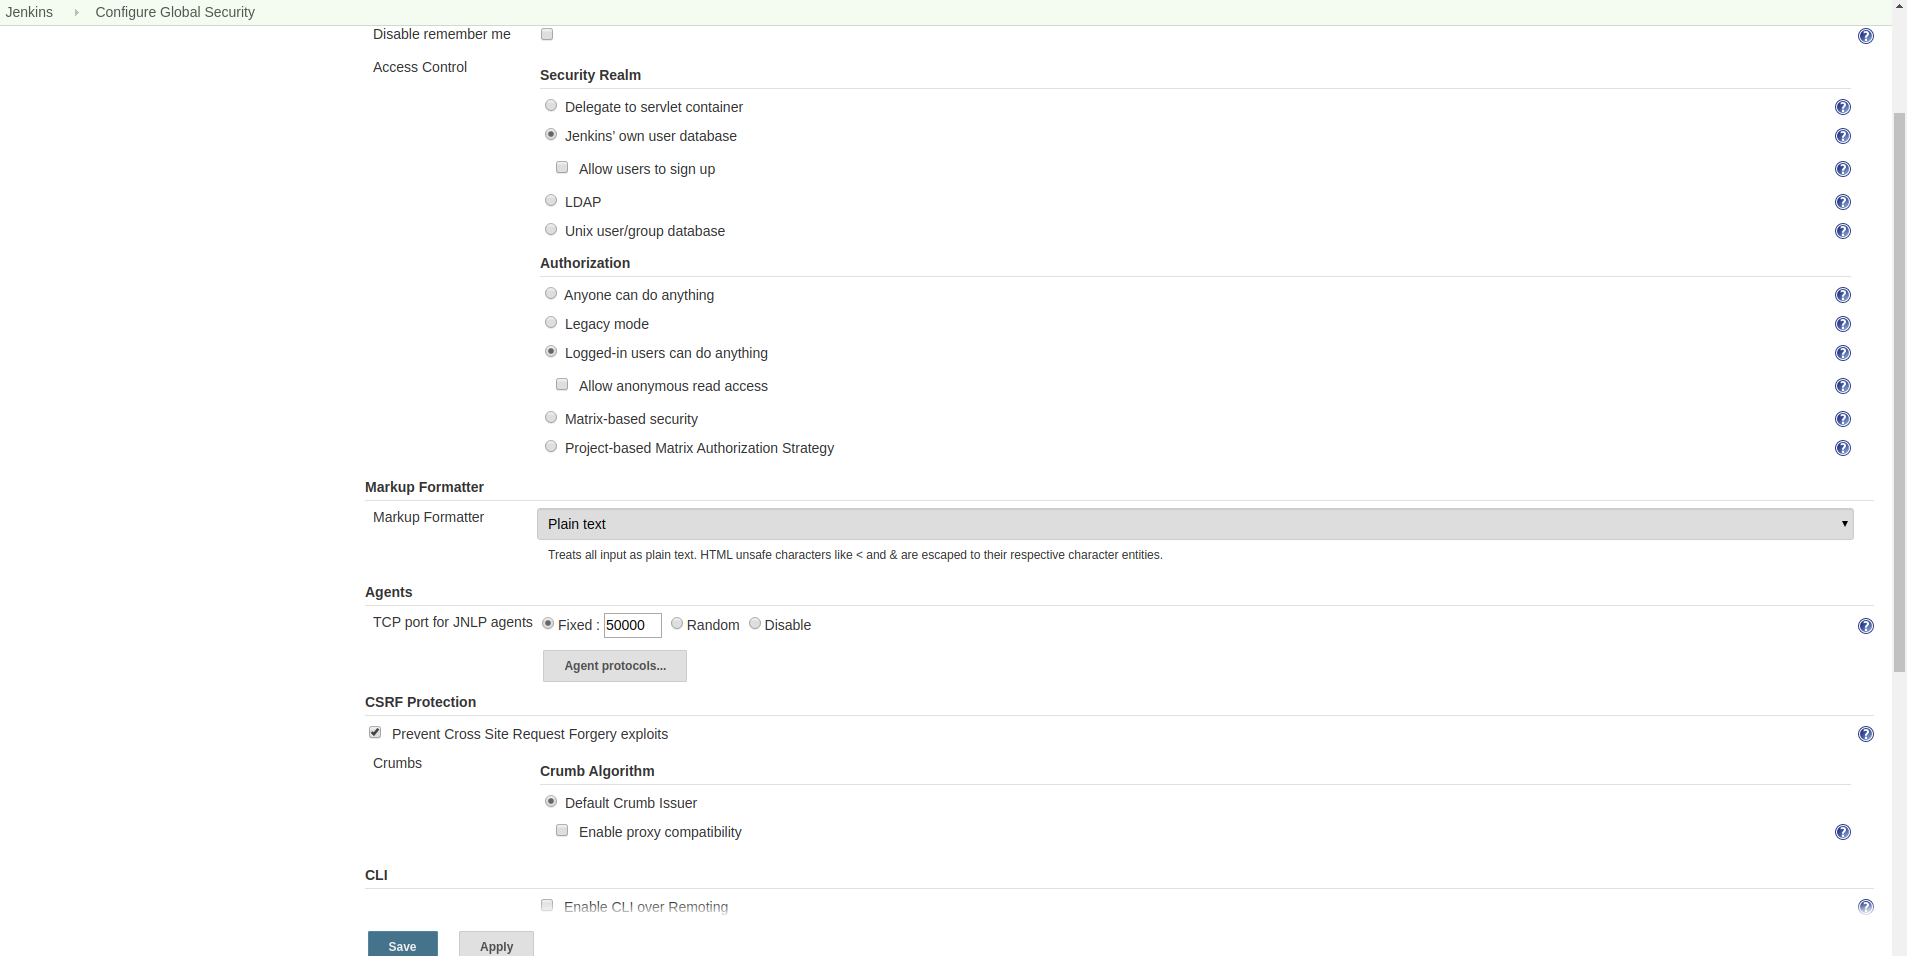 Jenkins Configure Global Security
Disable remember me
Access Control
Security Realm
Delegate to servlet container
Jenkins’ own user database
Allow users to sign up
LDAP
Unix user/group database
Authorization
Anyone can do anything
Legacy mode
Logged-in users can do anything
Allow anonymous read access
Matrix-based security
Project-based Matrix Authorization Strategy
Markup Formatter
Markup Formatter Plain text
Treats all input as plain text. HTML unsafe characters like < and & are escaped to their respective character entities.
Agents
TCP port for JNLP agents Fixed : 50000 Random Disable
Agent protocols...
CSRF Protection
Prevent Cross Site Request Forgery exploits
Crumbs
Crumb Algorithm
Default Crumb Issuer
Enable proxy compatibility
CLI
Enable CLI over Remoting
Save Apply